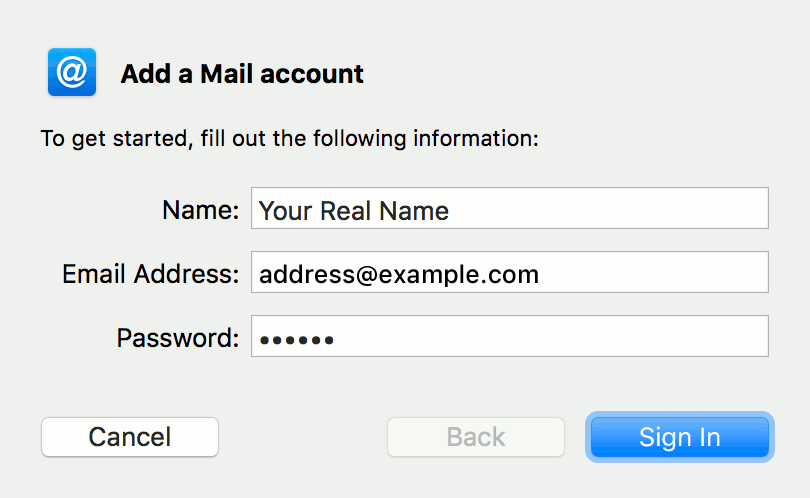 @
Add a Mail account
To get started, fill out the following information:
Name: Your Real Name
Email Address: address@example.com
Password: ••••••
Cancel Back Sign In